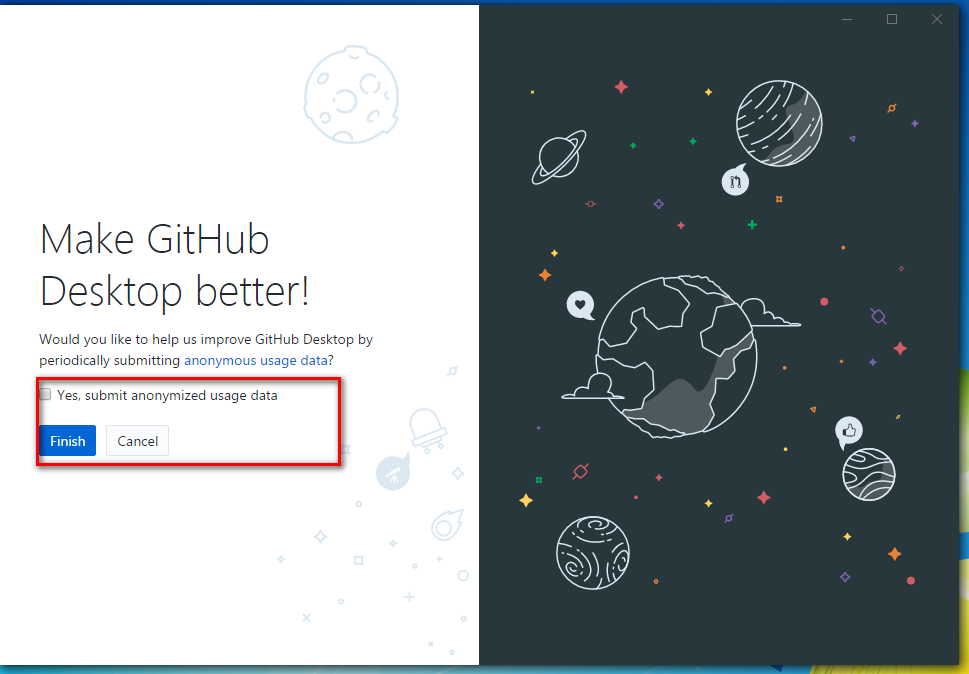 Make GitHub
Desktop better!
Would you like to help us improve GitHub Desktop by
periodically submitting anonymous usage data?
Yes, submit anonymized usage data
Finish
Cancel